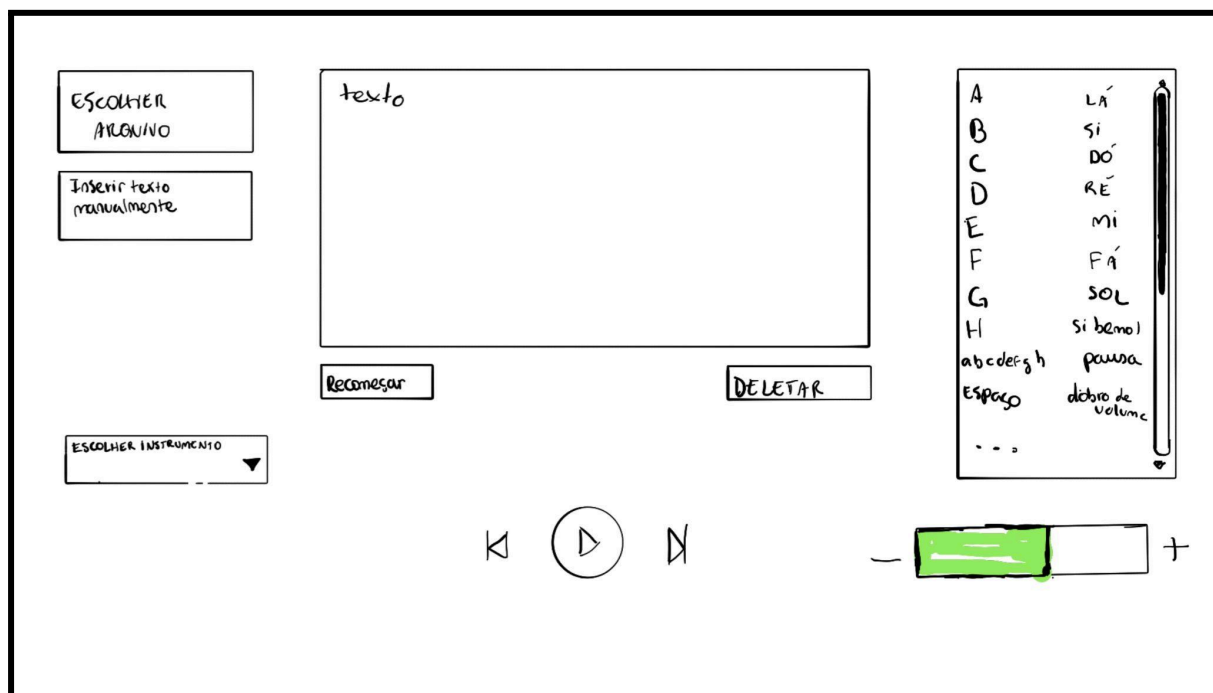 ESCOLHER
ARQUIVO
Inserir texto
manualmente
ESCOLHER INSTRUMENTO
texto
Recomeçar
DELETAR
A LÁ
B Si
C DÓ
D RÉ
E mi
F FÁ
G SOL
H si bemol
abcdefgh pausa
ESPAÇO dobro de
volume
...
- +